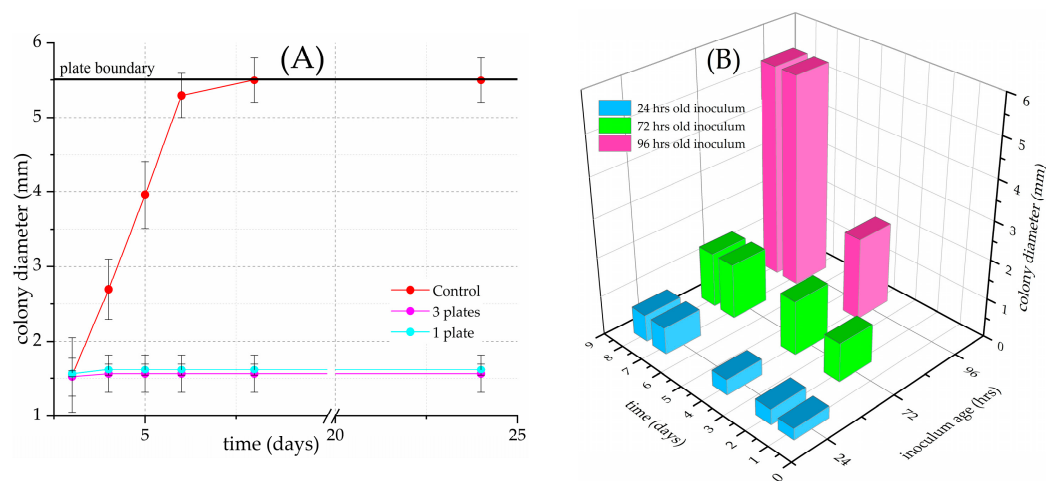 (A)
6
5
4
3
2
1
colony diameter (mm)
plate boundary
Control
3 plates
1 plate
5
20
25
time (days)
(B)
24 hrs old inoculum
72 hrs old inoculum
96 hrs old inoculum
6
5
4
3
2
1
0
colony diameter (mm)
9
8
7
6
5
4
3
2
1
0
time (days)
24
72
96
inoculum age (hrs)